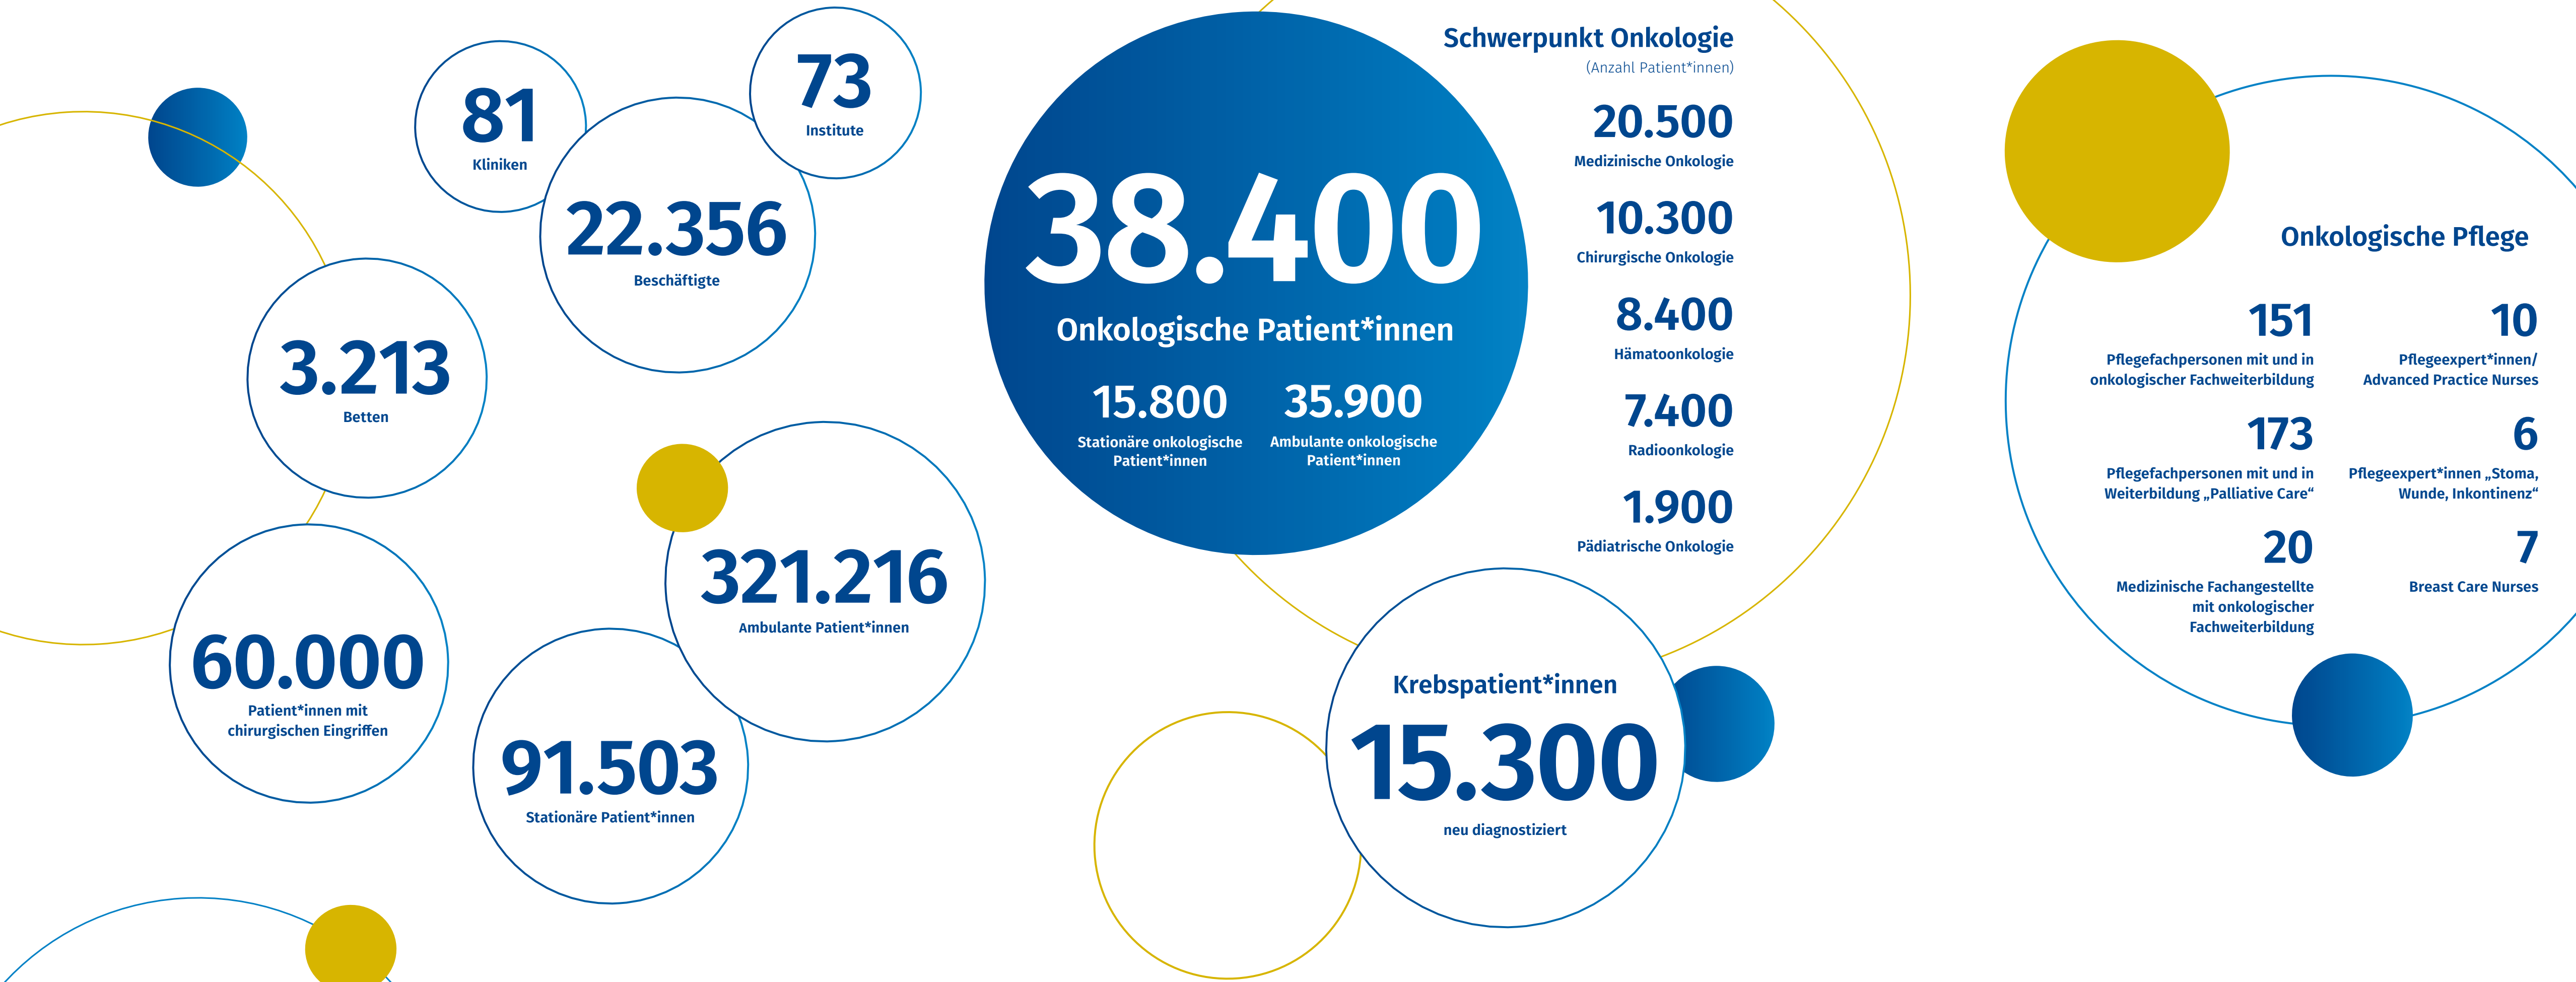 81
Kliniken
73
Institute
22.356
Beschäftigte
3.213
Betten
321.216
Ambulante Patient*innen
60.000
Patient*innen mit
chirurgischen Eingriffen
91.503
Stationäre Patient*innen
38.400
Onkologische Patient*innen
15.800
Stationäre onkologische
Patient*innen
35.900
Ambulante onkologische
Patient*innen
Schwerpunkt Onkologie
(Anzahl Patient*innen)
20.500
Medizinische Onkologie
10.300
Chirurgische Onkologie
8.400
Hämatoonkologie
7.400
Radioonkologie
1.900
Pädiatrische Onkologie
Krebspatient*innen
15.300
neu diagnostiziert
Onkologische Pflege
151
Pflegefachpersonen mit und in
onkologischer Fachweiterbildung
10
Pflegeexpert*innen/
Advanced Practice Nurses
173
Pflegefachpersonen mit und in
Weiterbildung „Palliative Care“
6
Pflegeexpert*innen „Stoma,
Wunde, Inkontinenz“
20
Medizinische Fachangestellte
mit onkologischer
Fachweiterbildung
7
Breast Care Nurses